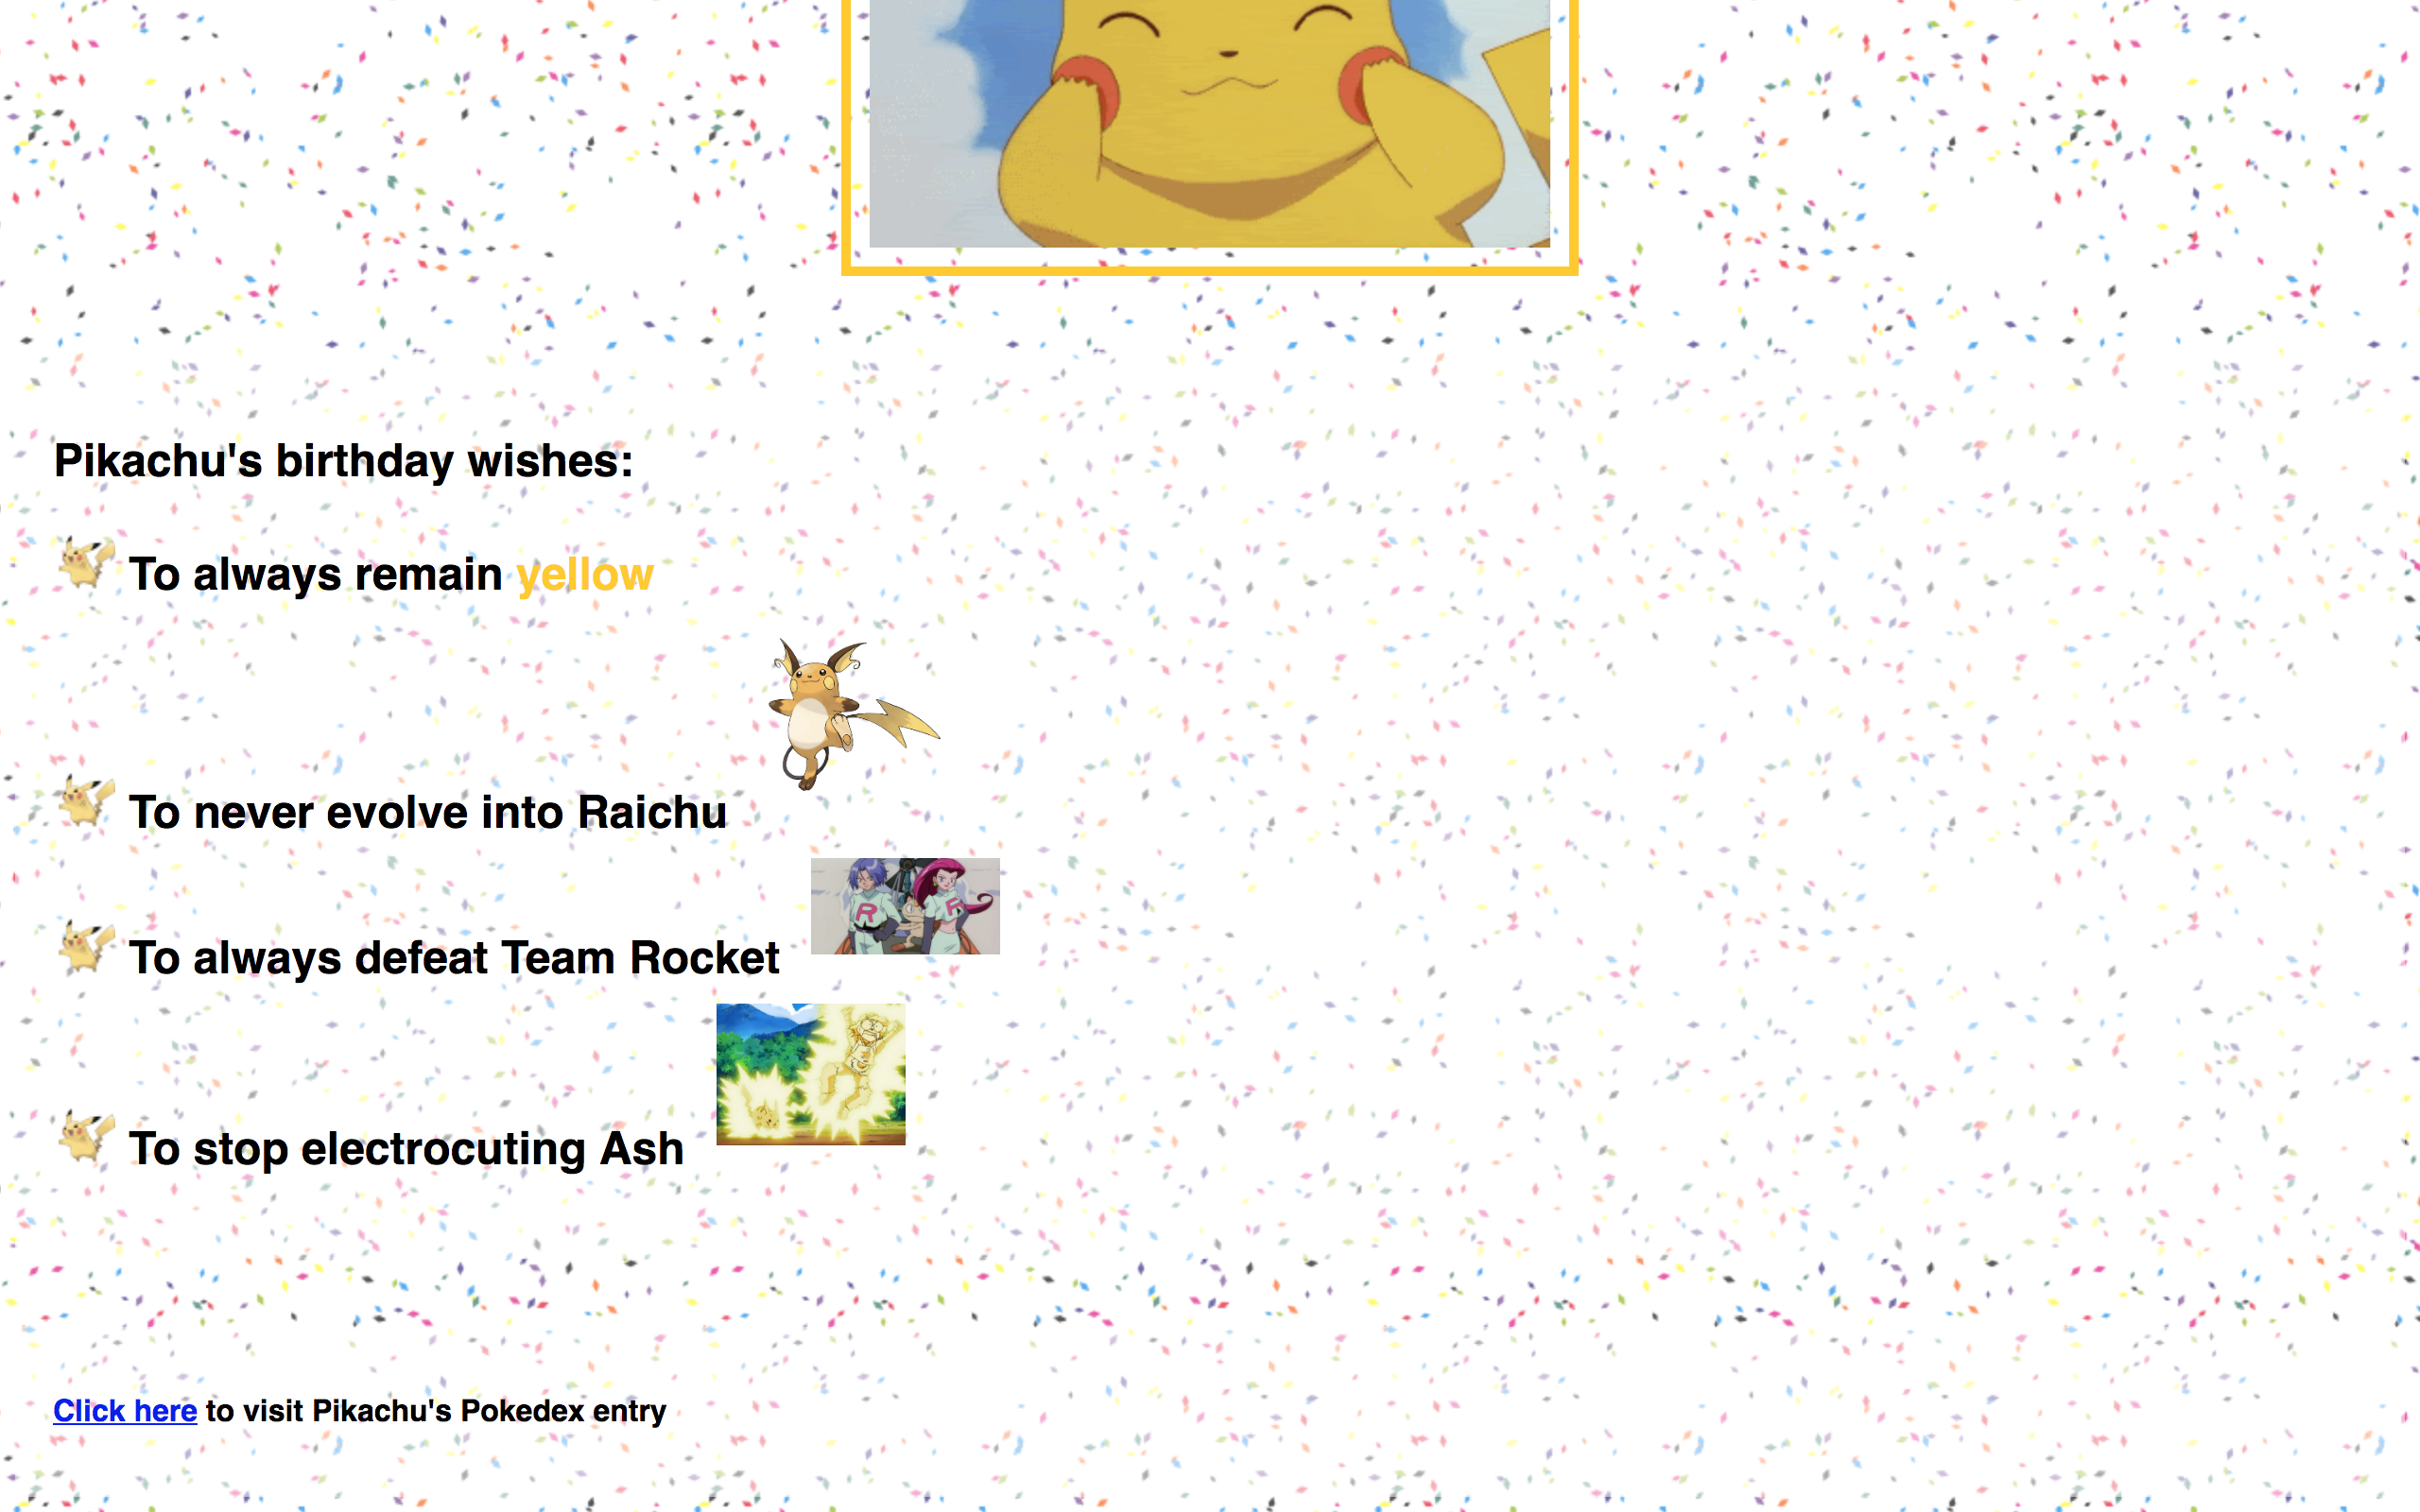 Pikachu's birthday wishes:
To always remain yellow
To never evolve into Raichu
To always defeat Team Rocket
R
To stop electrocuting Ash
Click here to visit Pikachu's Pokedex entry